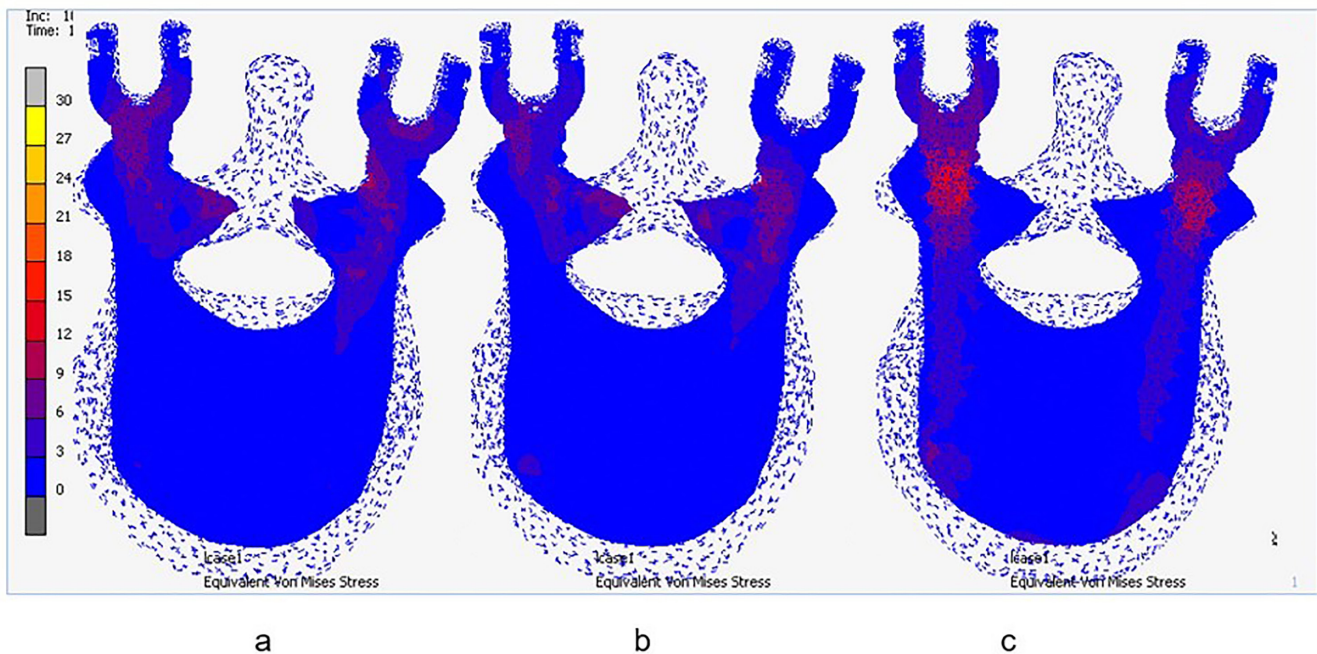 Inc: 1
Time: 1
30
27
24
21
18
15
12
9
6
3
0
lcase1
Equivalent Von Mises Stress
lcase1
Equivalent Von Mises Stress
lcase1
Equivalent Von Mises Stress
1
a
b
c